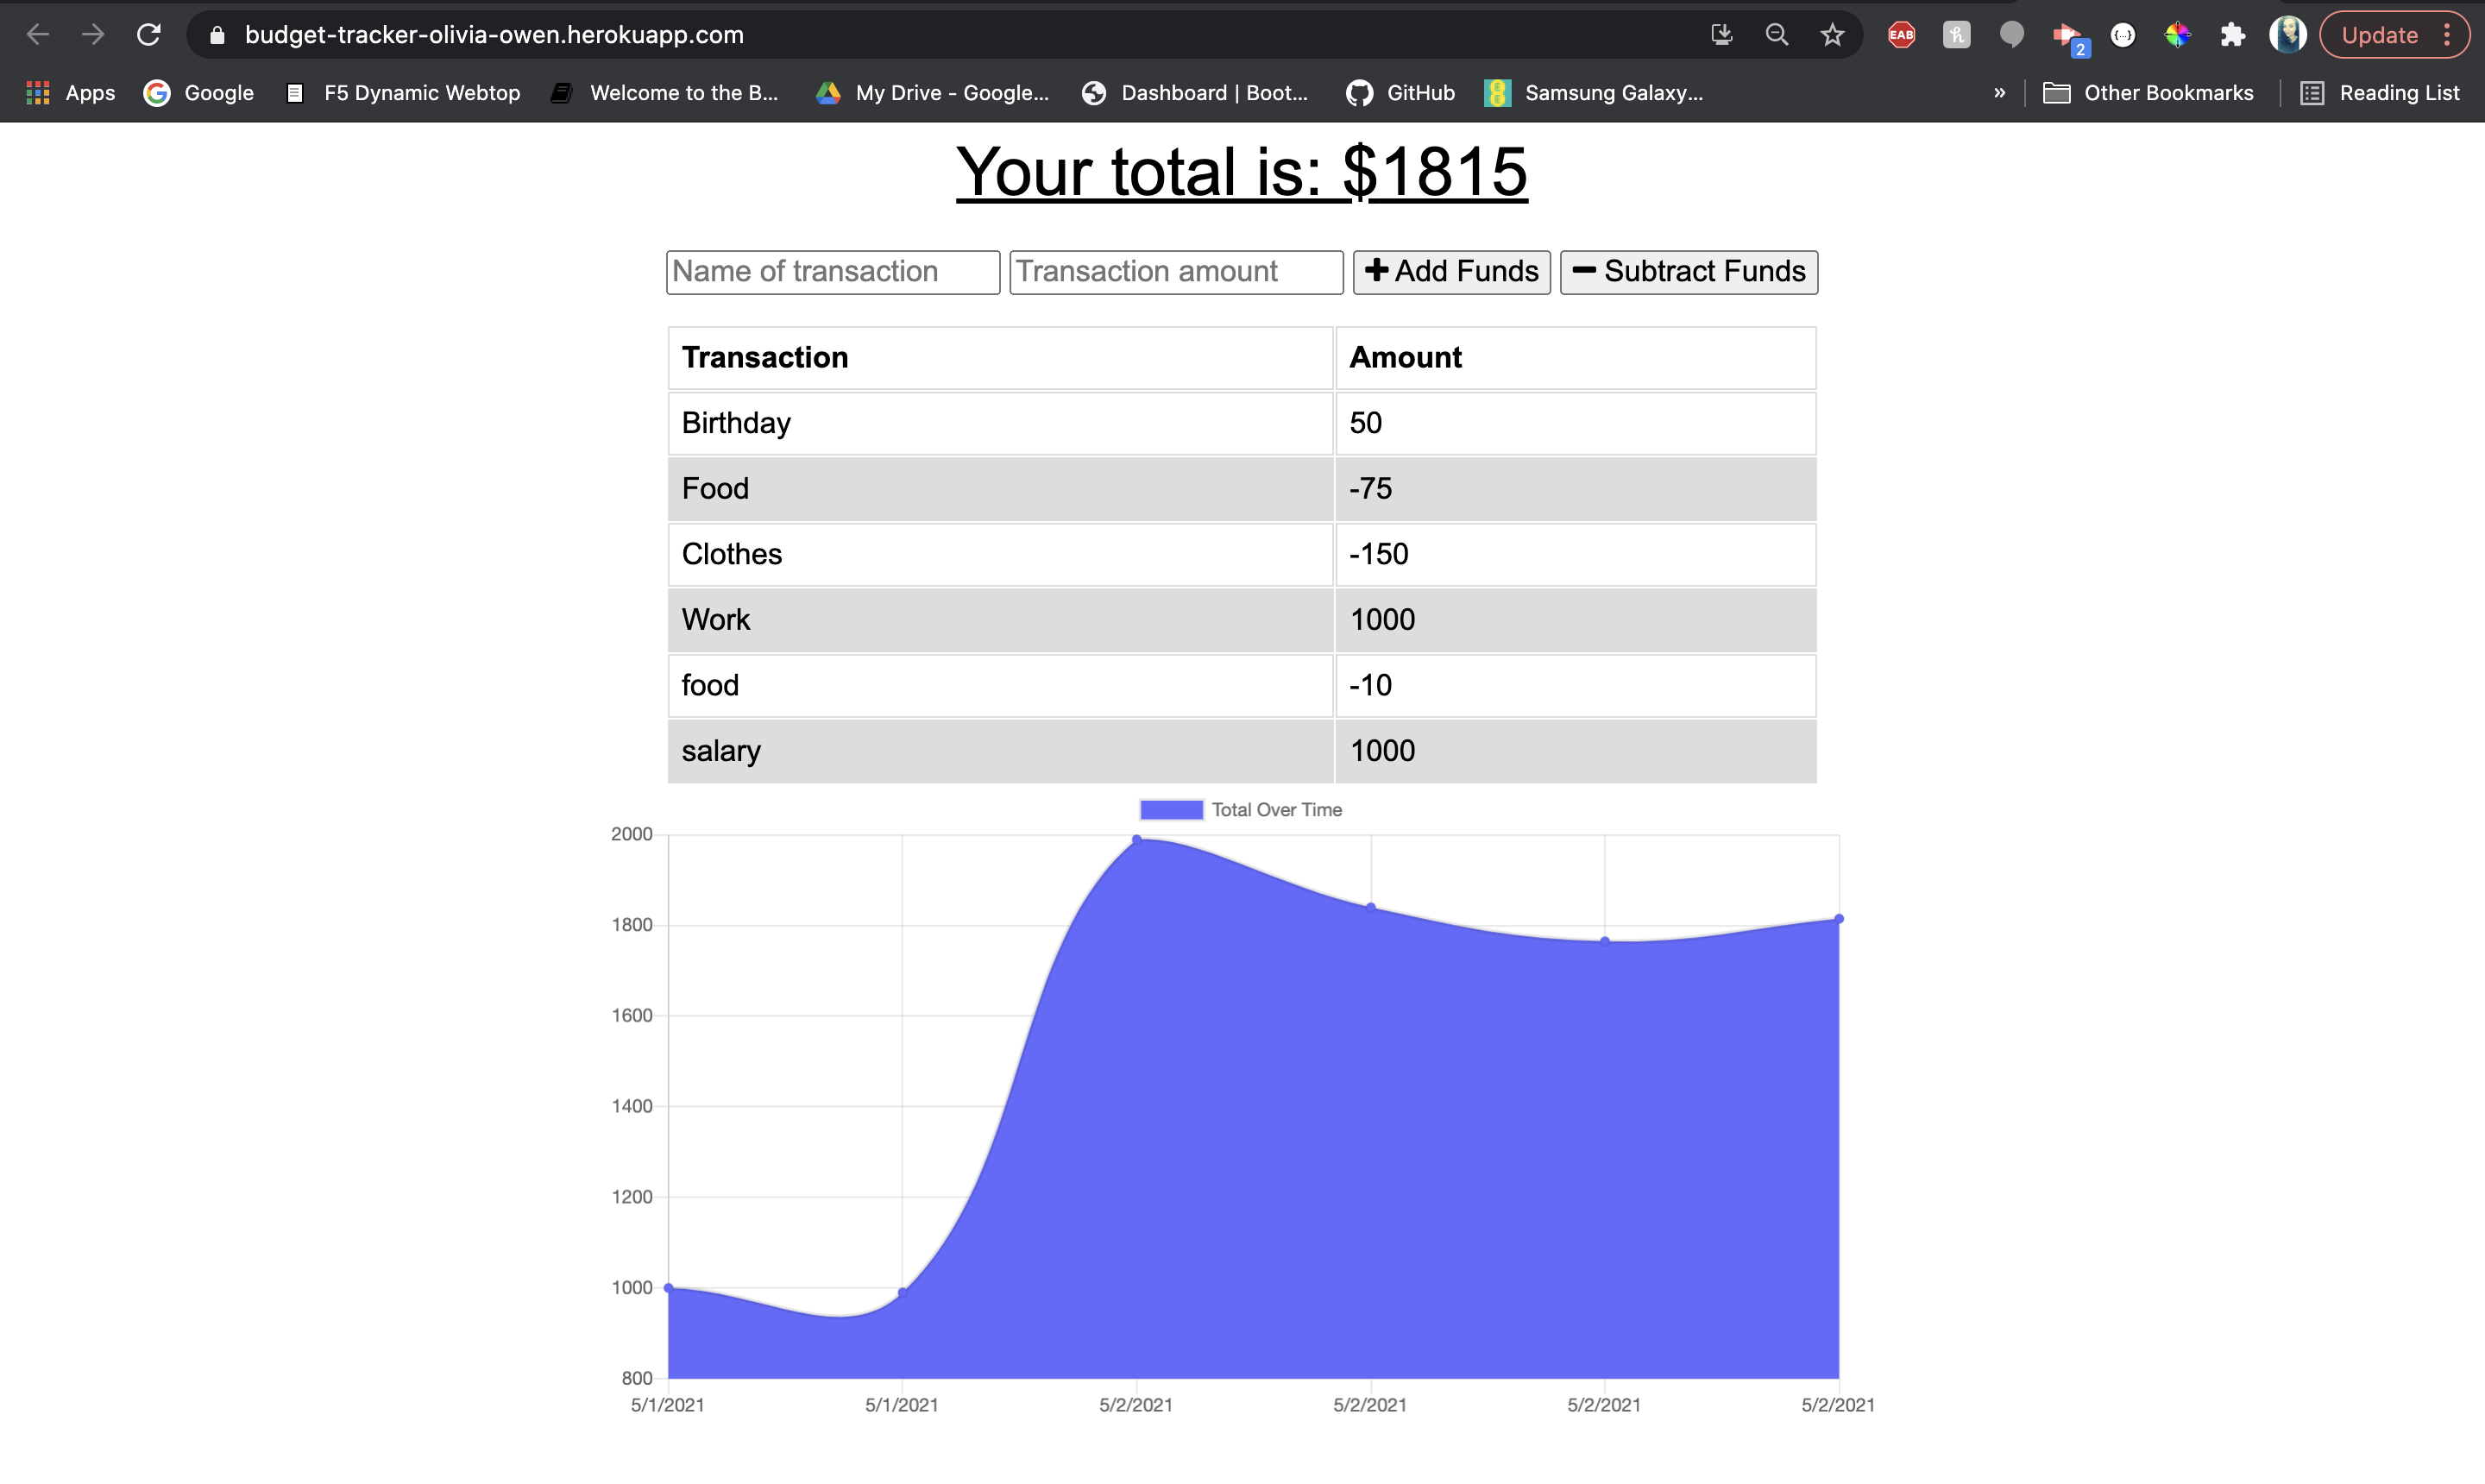 budget-tracker-olivia-owen.herokuapp.com EAB 2 Update
Apps Google F5 Dynamic Webtop Welcome to the B... My Drive - Google... Dashboard | Boot... GitHub Samsung Galaxy... » Other Bookmarks Reading List
Your total is: $1815
Name of transaction Transaction amount + Add Funds − Subtract Funds
Transaction Amount
Birthday 50
Food -75
Clothes -150
Work 1000
food -10
salary 1000
Total Over Time
2000
1800
1600
1400
1200
1000
800
5/1/2021 5/1/2021 5/2/2021 5/2/2021 5/2/2021 5/2/2021